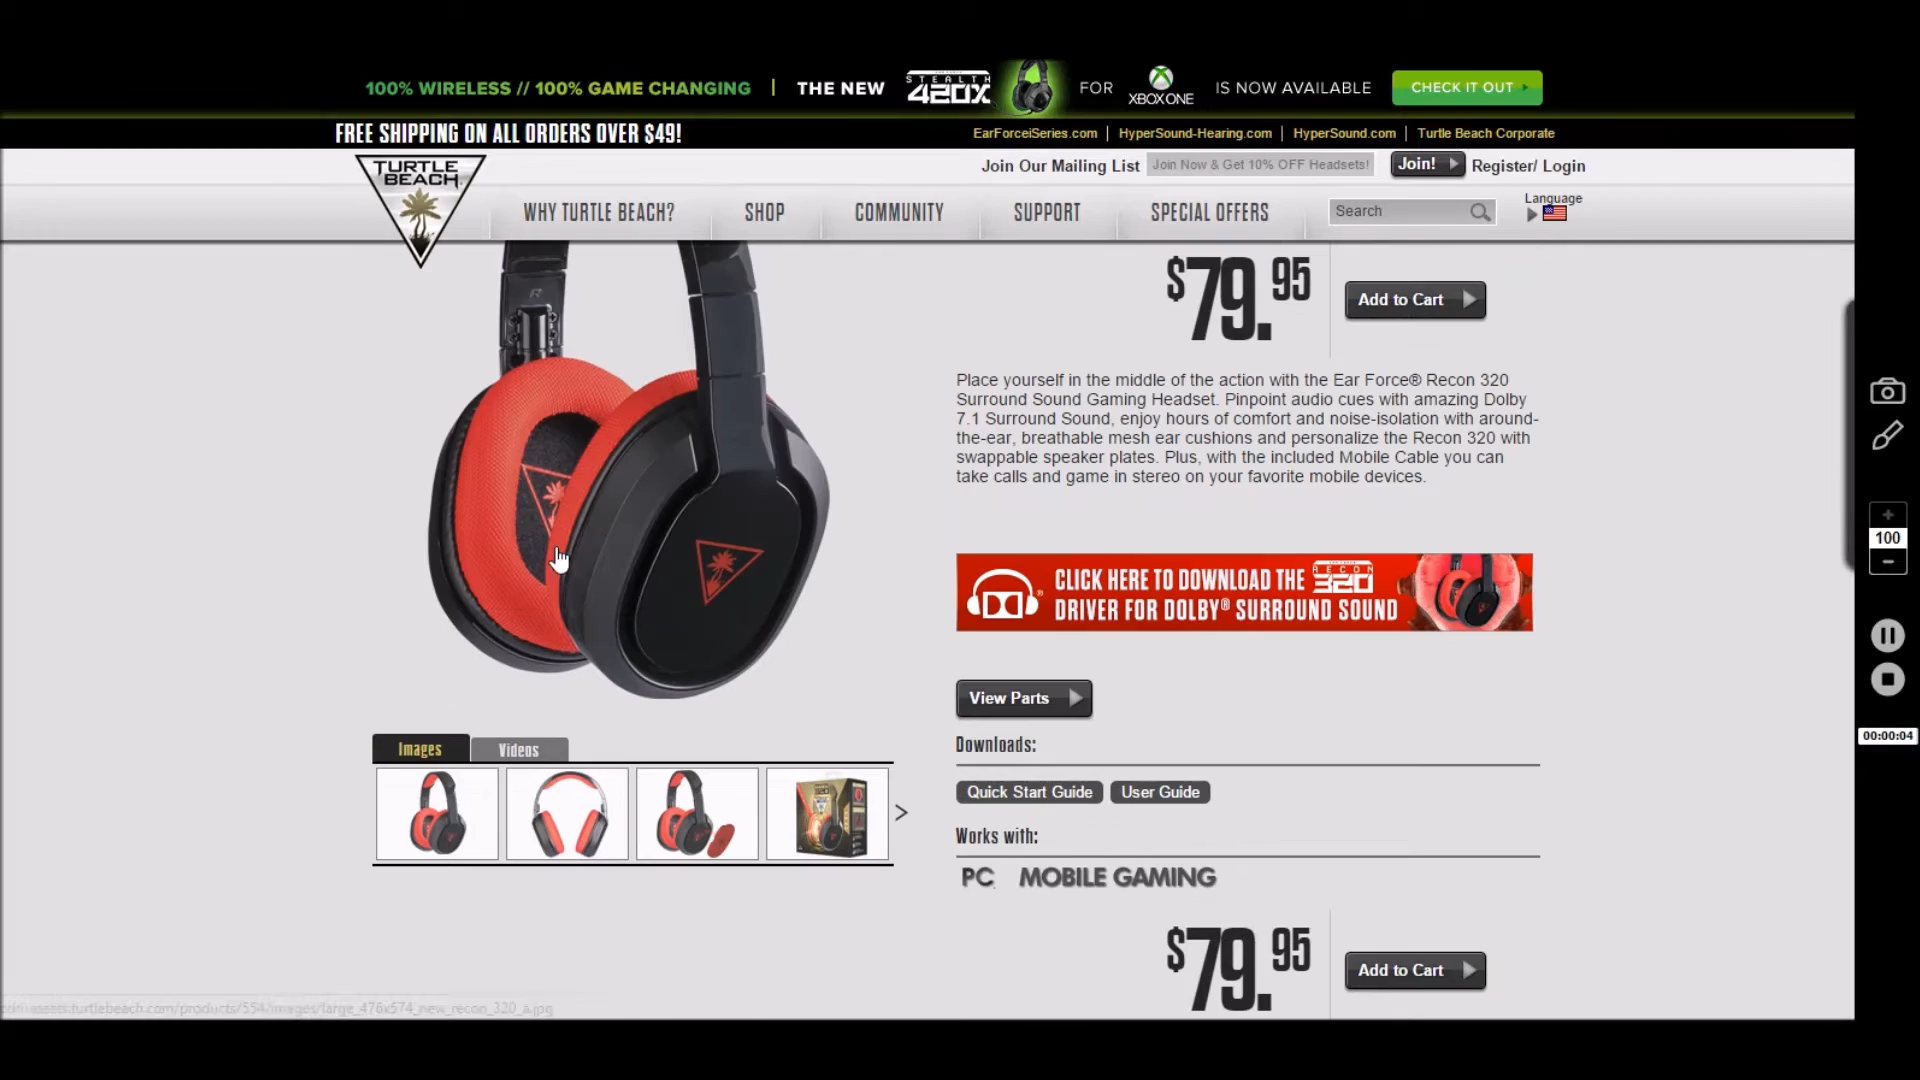 100% WIRELESS // 100% GAME CHANGING | THE NEW STEALTH 420X FOR XBOX ONE IS NOW AVAILABLE CHECK IT OUT
FREE SHIPPING ON ALL ORDERS OVER $49!
EarForceiSeries.com | HyperSound-Hearing.com | HyperSound.com | Turtle Beach Corporate
TURTLE
BEACH
Join Our Mailing List Join Now & Get 10% OFF Headsets! Join! Register/ Login
WHY TURTLE BEACH? SHOP COMMUNITY SUPPORT SPECIAL OFFERS Search Language
R
$79.95 Add to Cart
Place yourself in the middle of the action with the Ear Force® Recon 320
Surround Sound Gaming Headset. Pinpoint audio cues with amazing Dolby
7.1 Surround Sound, enjoy hours of comfort and noise-isolation with around-
the-ear, breathable mesh ear cushions and personalize the Recon 320 with
swappable speaker plates. Plus, with the included Mobile Cable you can
take calls and game in stereo on your favorite mobile devices.
CLICK HERE TO DOWNLOAD THE RECON 320
DRIVER FOR DOLBY® SURROUND SOUND
View Parts
Images Videos
Downloads:
Quick Start Guide User Guide
Works with:
PC MOBILE GAMING
$79.95 Add to Cart
assets.turtlebeach.com/products/554/images/large_476x574_new_recon_320_a.jpg
+
100
-
00:00:04